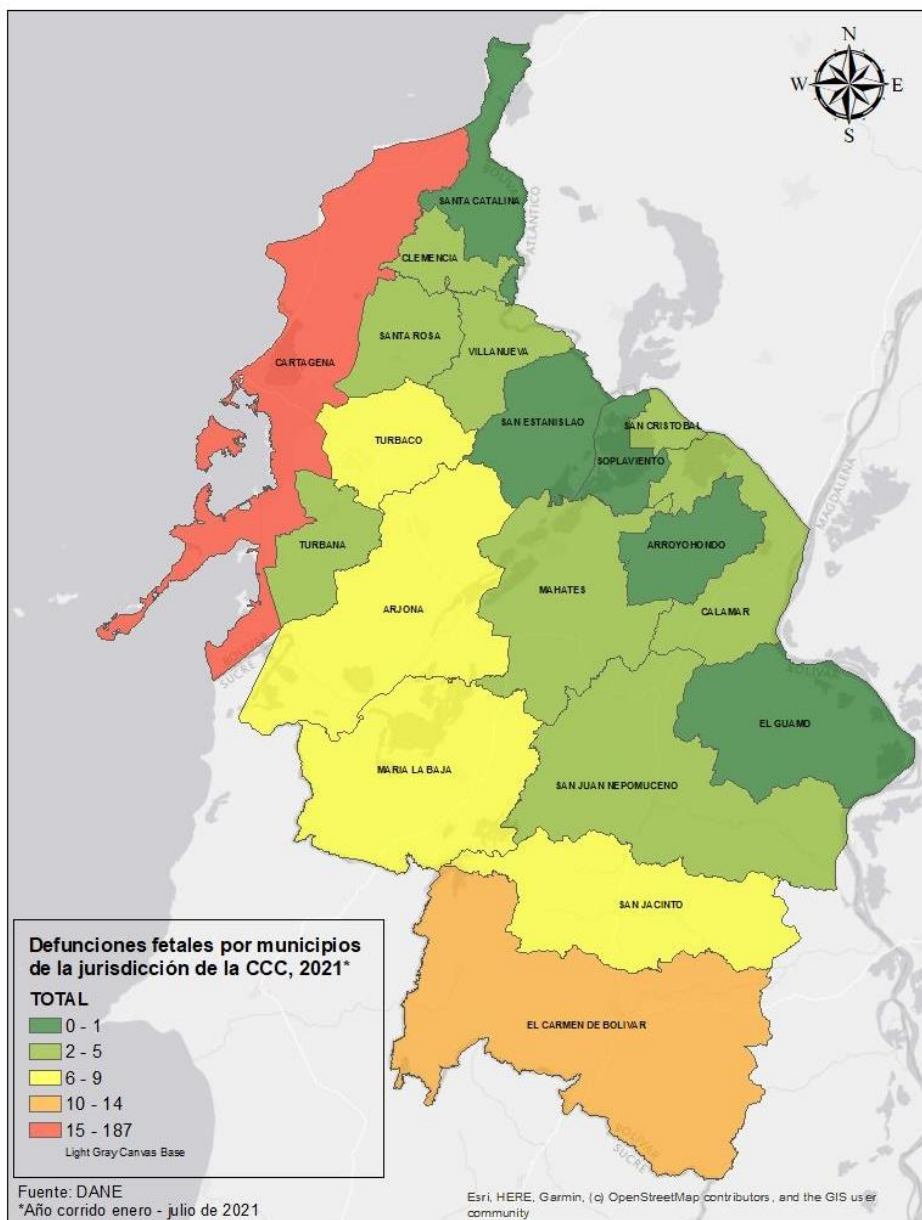 N
W E
S
BOLIVAR
SANTA CATALINA
ATLANTICO
CLEMENCIA
SANTA ROSA
VILLANUEVA
CARTAGENA
TURBACO
SAN ESTANISLAO
SAN CRISTOBAL
SOPLAVIENTO
MAGDALENA
TURBANA
ARROYOHONDO
MAHATES
ARJONA
CALAMAR
BOLIVAR
SUCRE
BOLIVAR
EL GUAMO
MARIA LA BAJA
SAN JUAN NEPOMUCENO
SAN JACINTO
EL CARMEN DE BOLIVAR
BOLIVAR
SUCRE
Defunciones fetales por municipios
de la jurisdicción de la CCC, 2021*
TOTAL
0 - 1
2 - 5
6 - 9
10 - 14
15 - 187
Light Gray Canvas Base
Fuente: DANE
*Año corrido enero - julio de 2021
Esri, HERE, Garmin, (c) OpenStreetMap contributors, and the GIS user
community